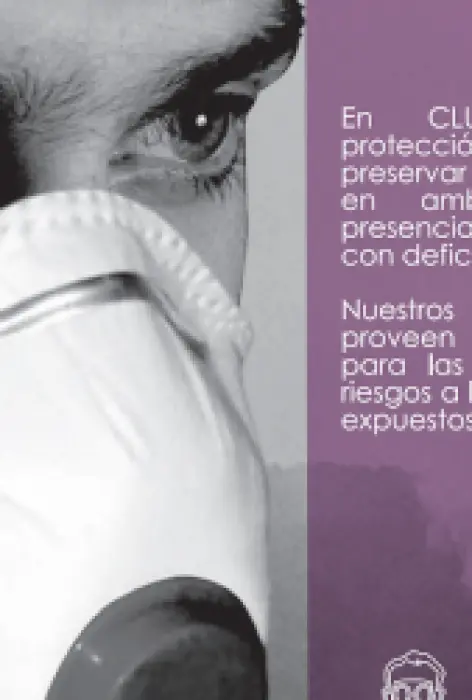 En CLU
protecció
preservar
en amb
presencia
con defic
Nuestros
proveen
para las
riesgos a l
expuestos